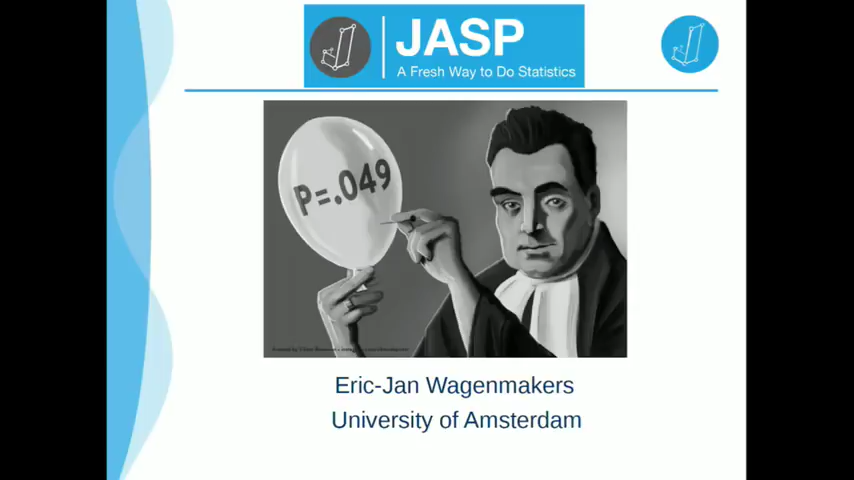 JASP
A Fresh Way to Do Statistics
P=.049
Eric-Jan Wagenmakers
University of Amsterdam